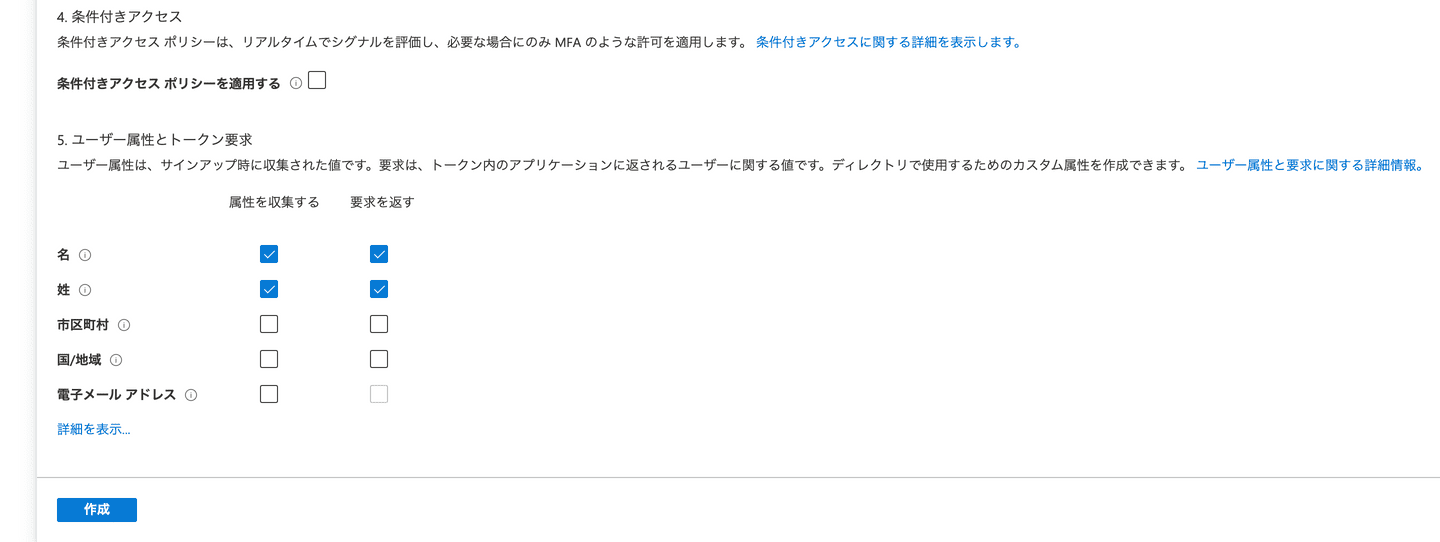 4. 条件付きアクセス
条件付きアクセス ポリシーは、リアルタイムでシグナルを評価し、必要な場合にのみ MFA のような許可を適用します。 条件付きアクセスに関する詳細を表示します。
条件付きアクセス ポリシーを適用する
5. ユーザー属性とトークン要求
ユーザー属性は、サインアップ時に収集された値です。要求は、トークン内のアプリケーションに返されるユーザーに関する値です。ディレクトリで使用するためのカスタム属性を作成できます。 ユーザー属性と要求に関する詳細情報。
属性を収集する 要求を返す
名
姓
市区町村
国/地域
電子メール アドレス
詳細を表示...
作成